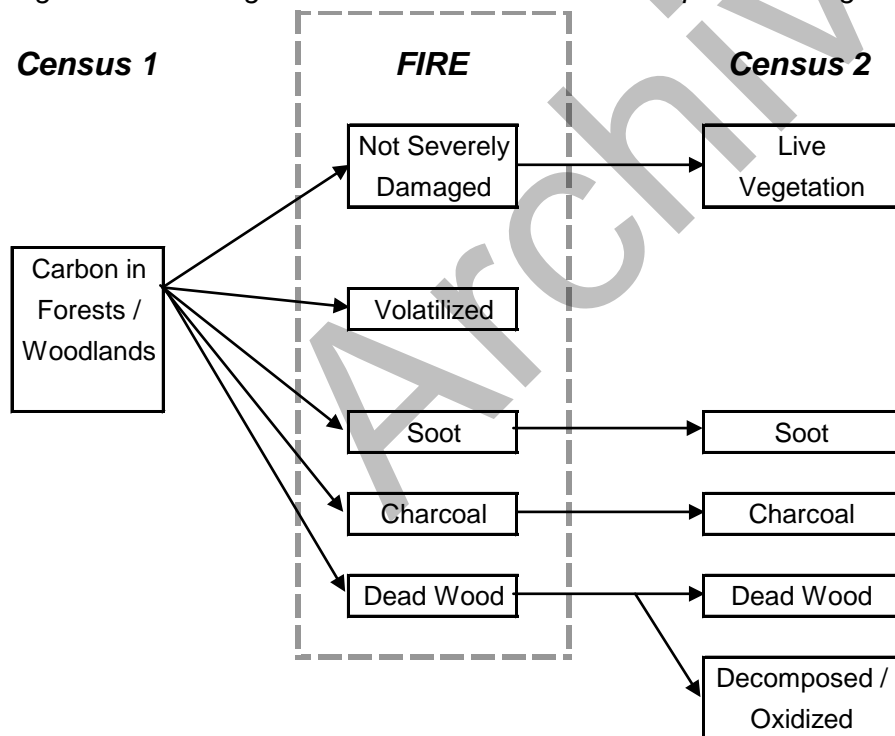 Census 1
FIRE
Census 2
Not Severely
Damaged
Live
Vegetation
Carbon in
Forests /
Woodlands
Volatilized
Soot
Soot
Charcoal
Charcoal
Dead Wood
Dead Wood
Decomposed /
Oxidized
Archiv